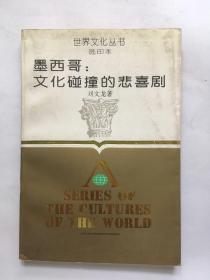 世界文化丛书
选印本
墨西哥：
文化碰撞的悲喜剧
刘文龙著
A
SERIES OF
THE CULTURES
OF THE WORLD